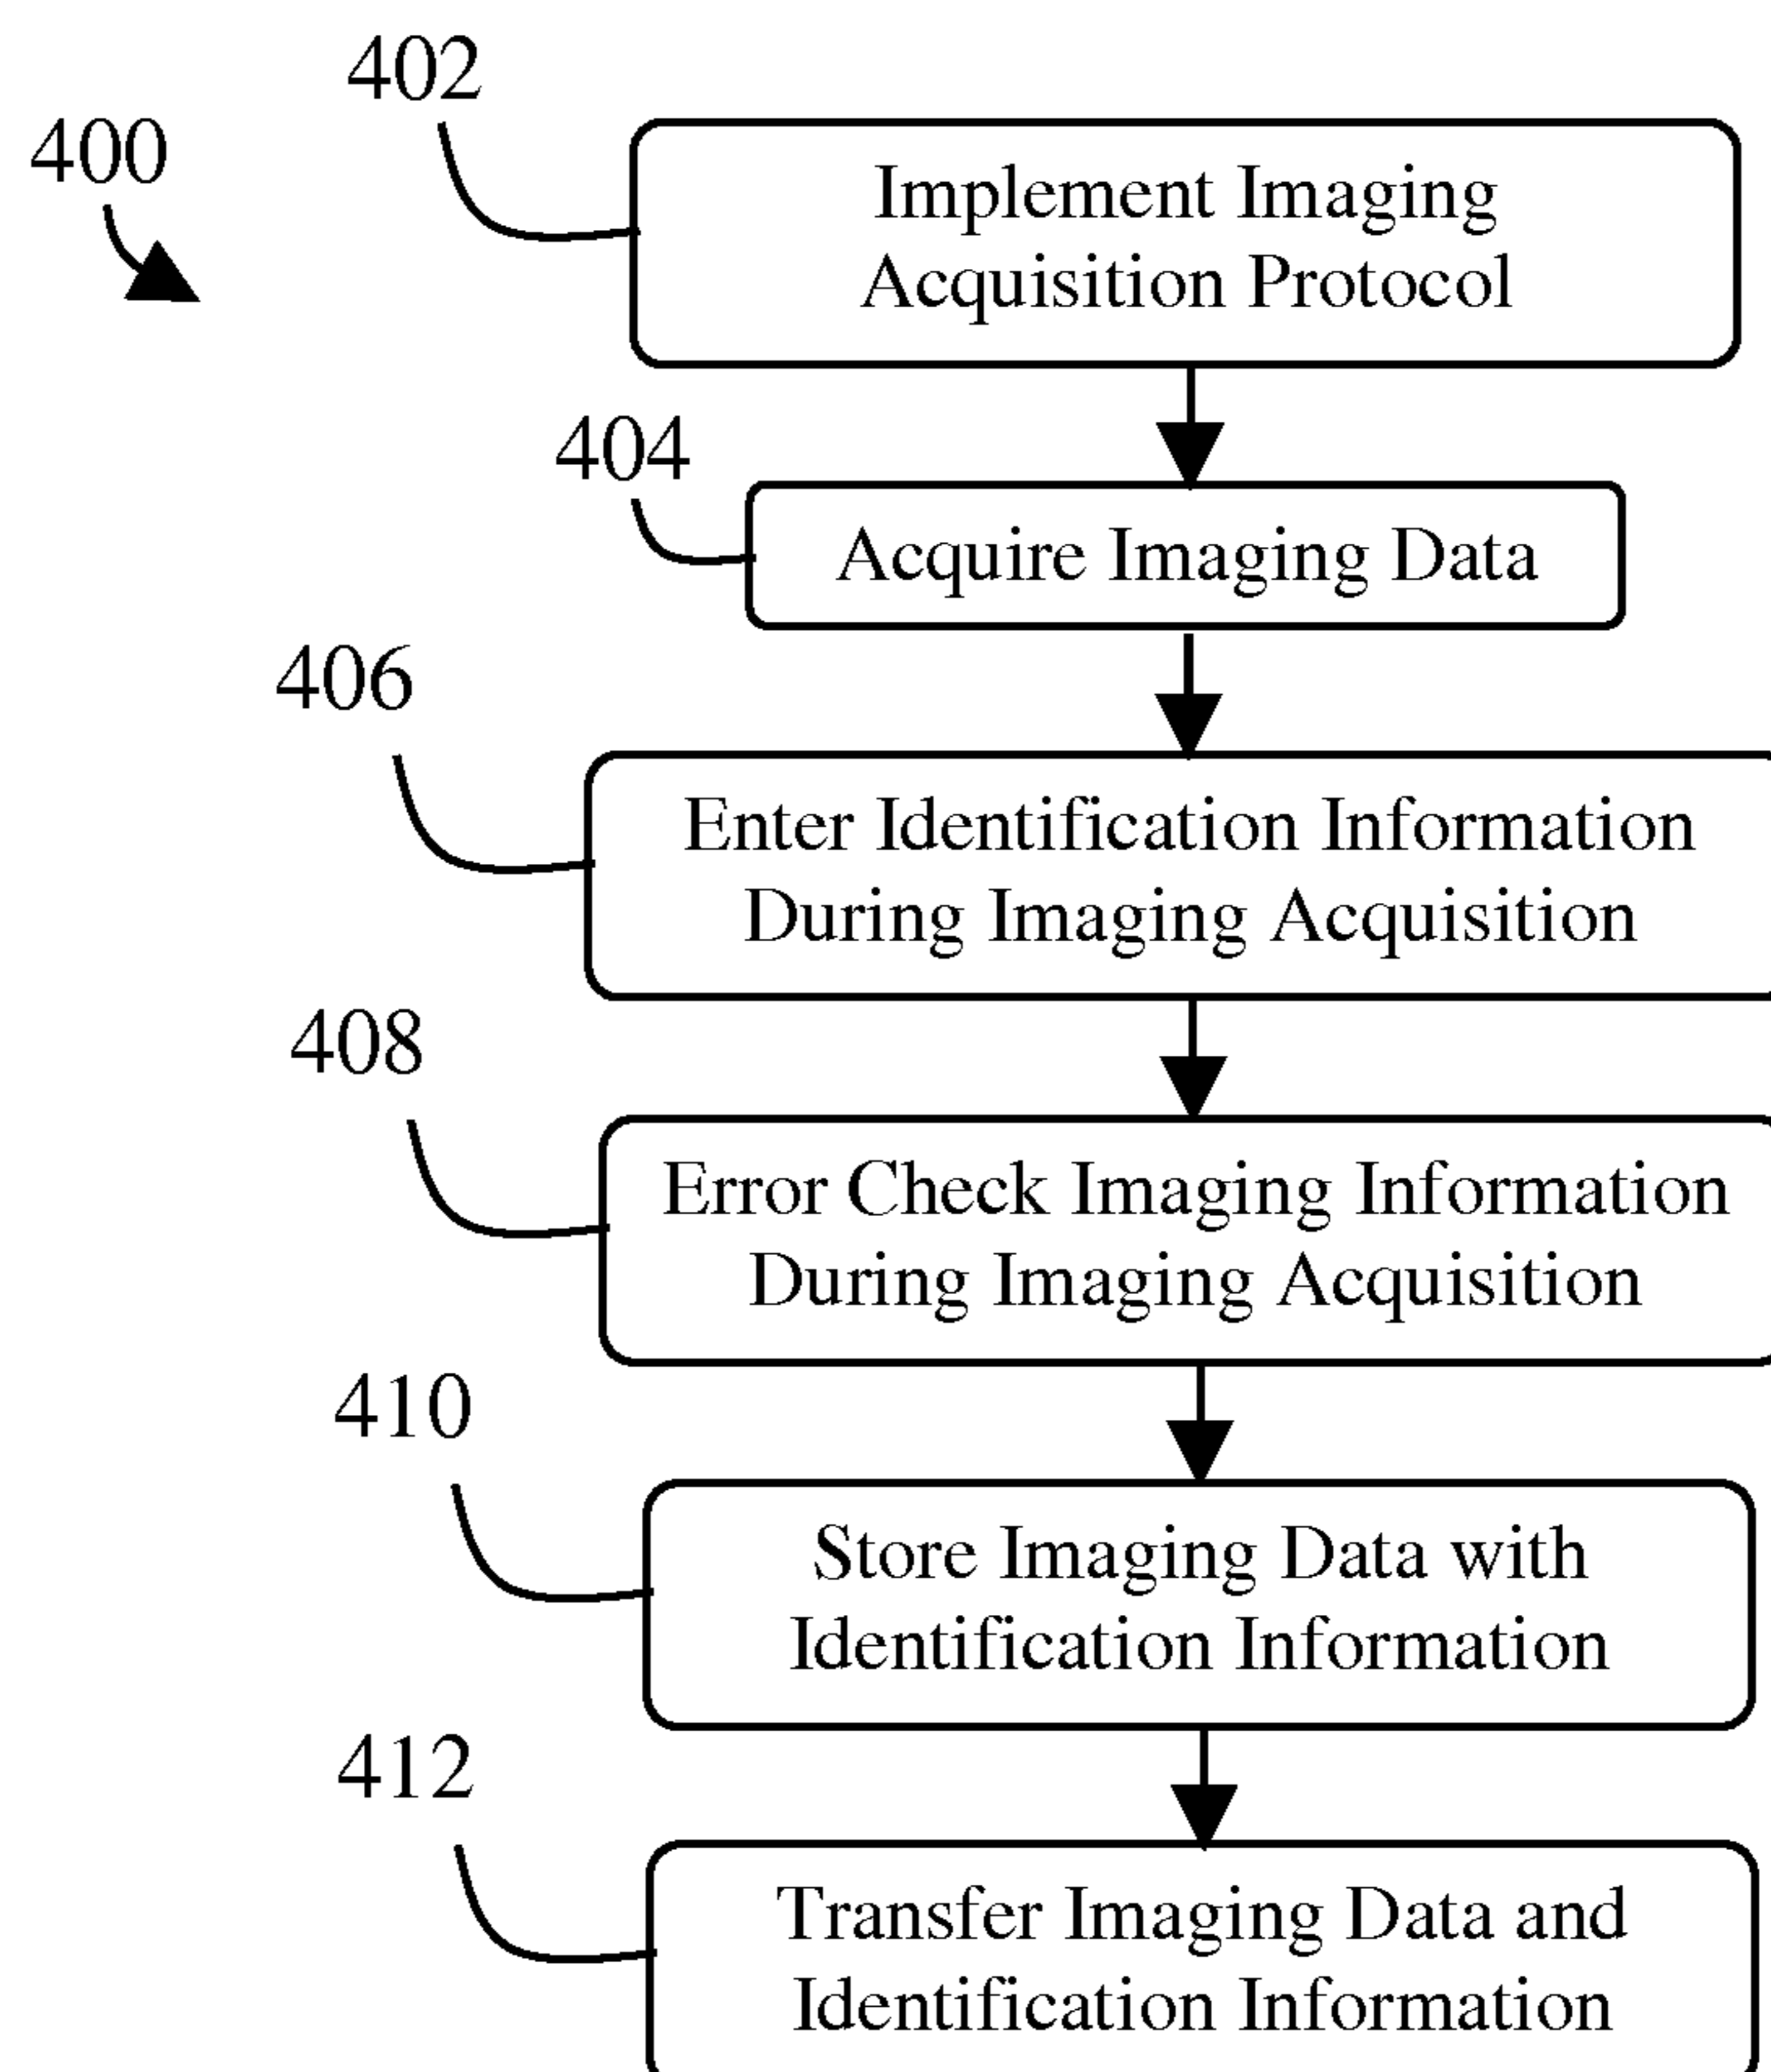 402
400
Implement Imaging
Acquisition Protocol
404
Acquire Imaging Data
406
Enter Identification Information
During Imaging Acquisition
408
Error Check Imaging Information
During Imaging Acquisition
410
Store Imaging Data with
Identification Information
412
Transfer Imaging Data and
Identification Information